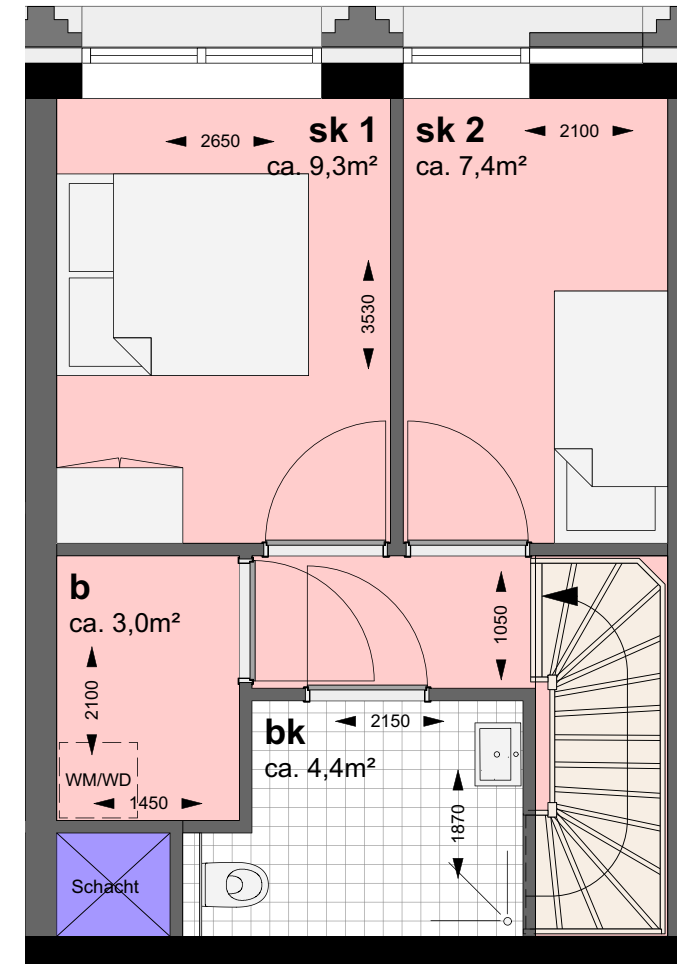 sk 1
ca. 9,3m²
2650
3530
sk 2
ca. 7,4m²
2100
b
ca. 3,0m²
2100
WM/WD
1450
1050
bk
ca. 4,4m²
2150
1870
Schacht